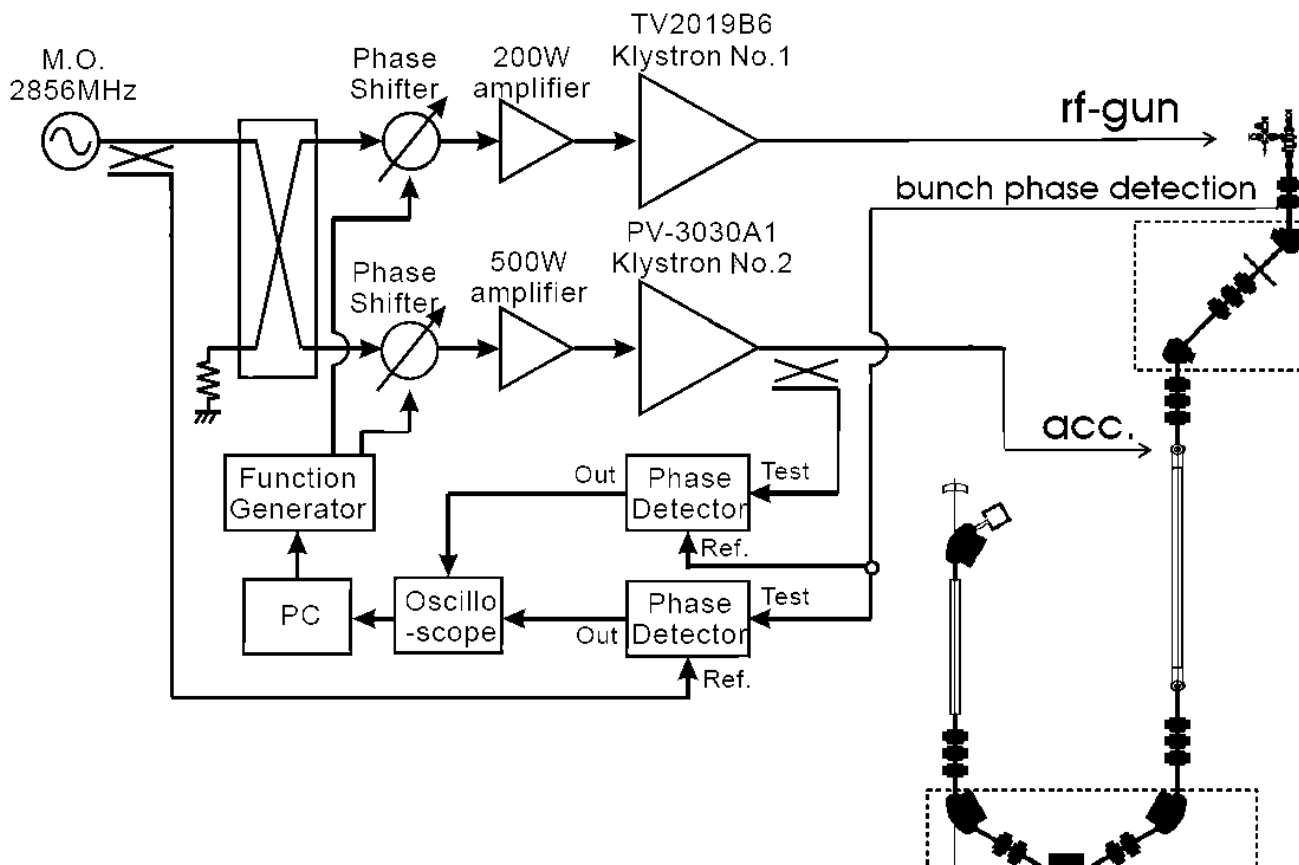 M.O.
2856MHz
Phase
Shifter
200W
amplifier
TV2019B6
Klystron No.1
rf-gun
bunch phase detection
Phase
Shifter
500W
amplifier
PV-3030A1
Klystron No.2
acc.
Function
Generator
Out
Phase
Detector
Test
Ref.
PC
Oscillo
-scope
Out
Phase
Detector
Test
Ref.